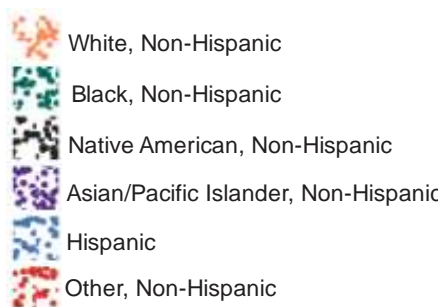 White, Non-Hispanic
Black, Non-Hispanic
Native American, Non-Hispanic
Asian/Pacific Islander, Non-Hispanic
Hispanic
Other, Non-Hispanic